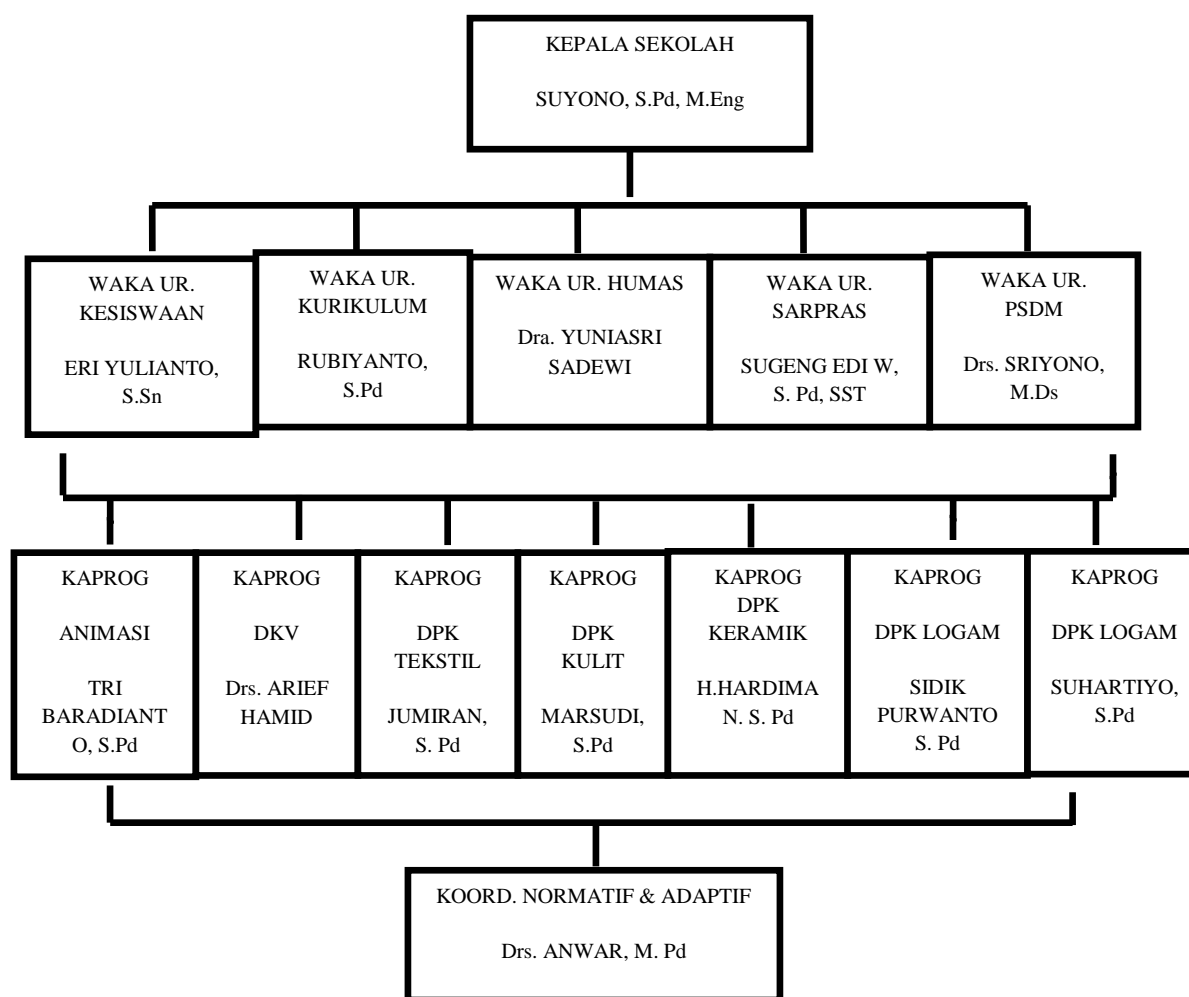 KEPALA SEKOLAH
SUYONO, S.Pd, M.Eng
WAKA UR.
KESISWAAN
ERI YULIANTO,
S.Sn
WAKA UR.
KURIKULUM
RUBIYANTO,
S.Pd
WAKA UR. HUMAS
Dra. YUNIASRI
SADEWI
WAKA UR.
SARPRAS
SUGENG EDI W,
S. Pd, SST
WAKA UR.
PSDM
Drs. SRIYONO,
M.Ds
KAPROG
ANIMASI
TRI
BARADIANT
O, S.Pd
KAPROG
DKV
Drs. ARIEF
HAMID
KAPROG
DPK
TEKSTIL
JUMIRAN,
S. Pd
KAPROG
DPK
KULIT
MARSUDI,
S.Pd
KAPROG
DPK
KERAMIK
H.HARDIMA
N. S. Pd
KAPROG
DPK LOGAM
SIDIK
PURWANTO
S. Pd
KAPROG
DPK LOGAM
SUHARTIYO,
S.Pd
KOORD. NORMATIF & ADAPTIF
Drs. ANWAR, M. Pd